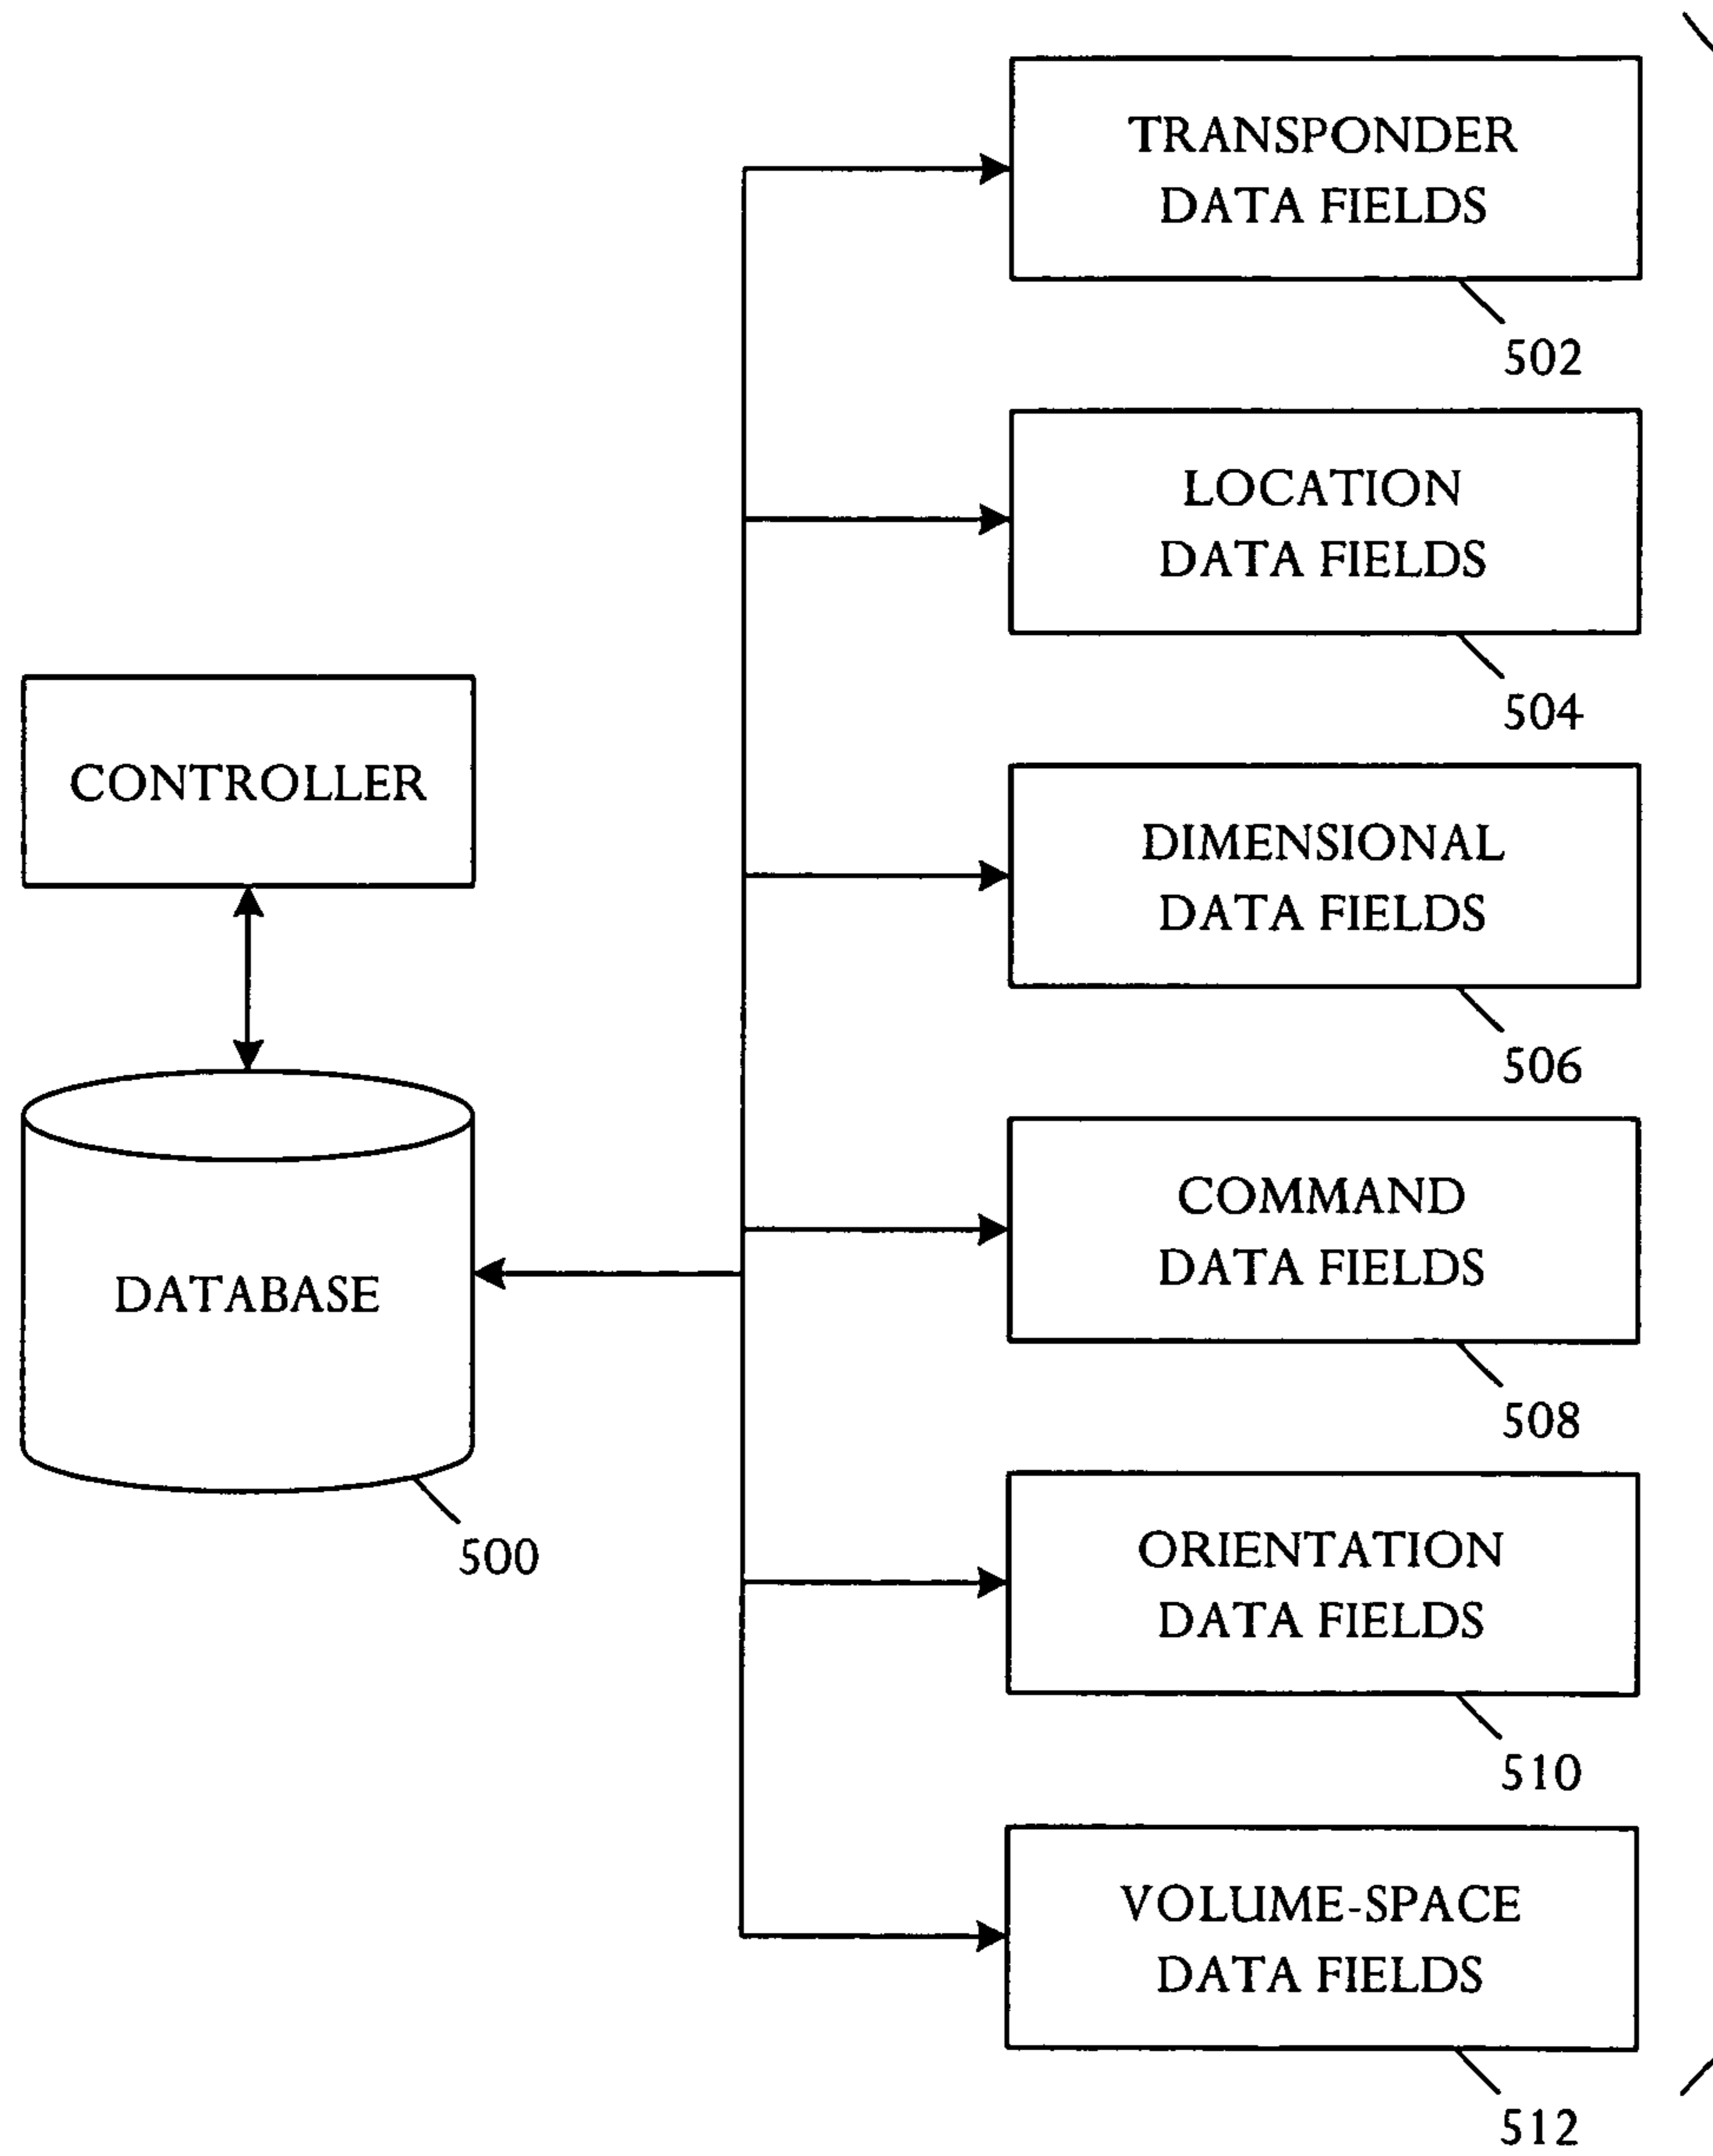 TRANSPONDER
DATA FIELDS
502
LOCATION
DATA FIELDS
504
CONTROLLER
DIMENSIONAL
DATA FIELDS
506
DATABASE
500
COMMAND
DATA FIELDS
508
ORIENTATION
DATA FIELDS
510
VOLUME-SPACE
DATA FIELDS
512